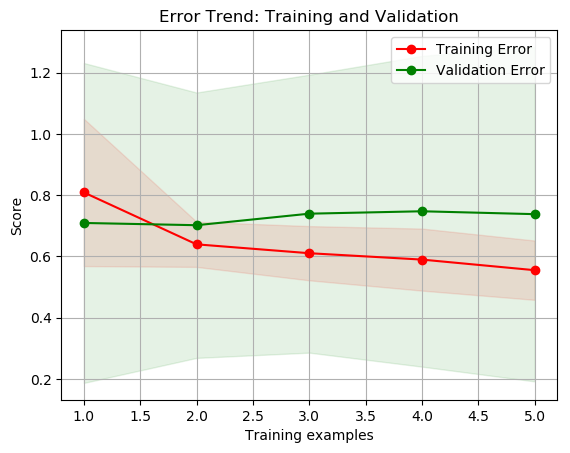 Error Trend: Training and Validation
Training Error
Validation Error
Score
1.2
1.0
0.8
0.6
0.4
0.2
1.0 1.5 2.0 2.5 3.0 3.5 4.0 4.5 5.0
Training examples